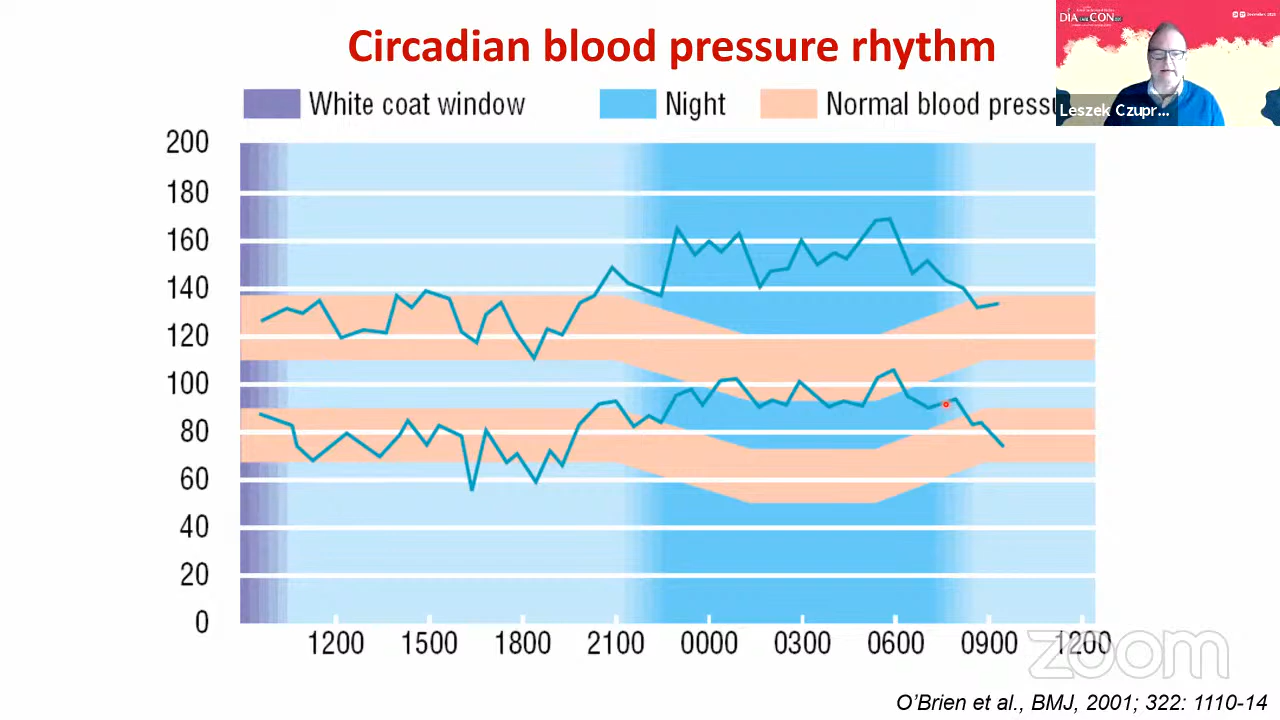 Circadian blood pressure rhythm
DIA CON
Leszek Czupr...
White coat window
Night
Normal blood pressu
200
180
160
140
120
100
80
60
40
20
0
1200
1500
1800
2100
0000
0300
0600
0900
1200
zoom
O'Brien et al., BMJ, 2001; 322: 1110-14